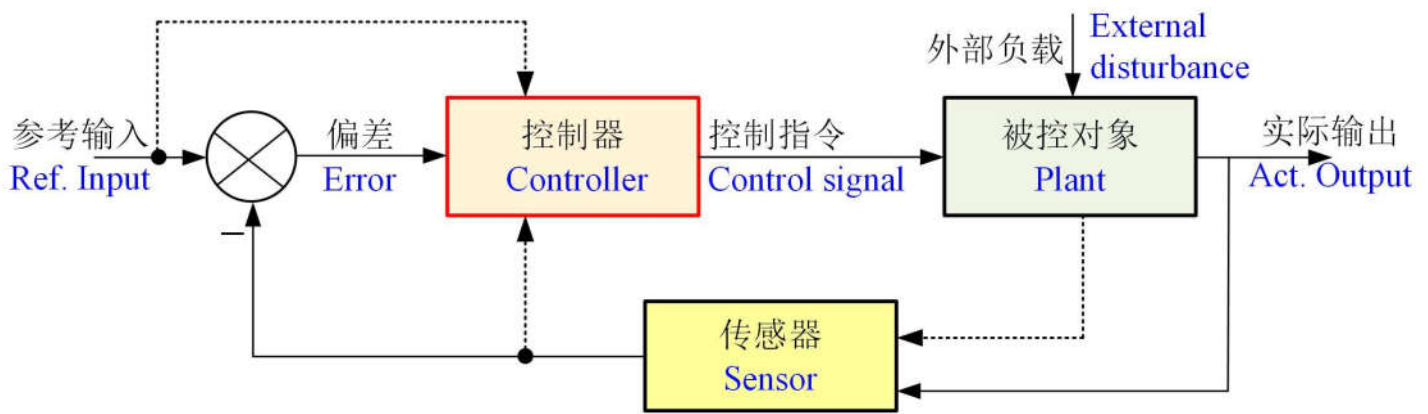 外部负载
External
disturbance
参考输入
Ref. Input
偏差
Error
控制器
Controller
控制指令
Control signal
被控对象
Plant
实际输出
Act. Output
−
传感器
Sensor